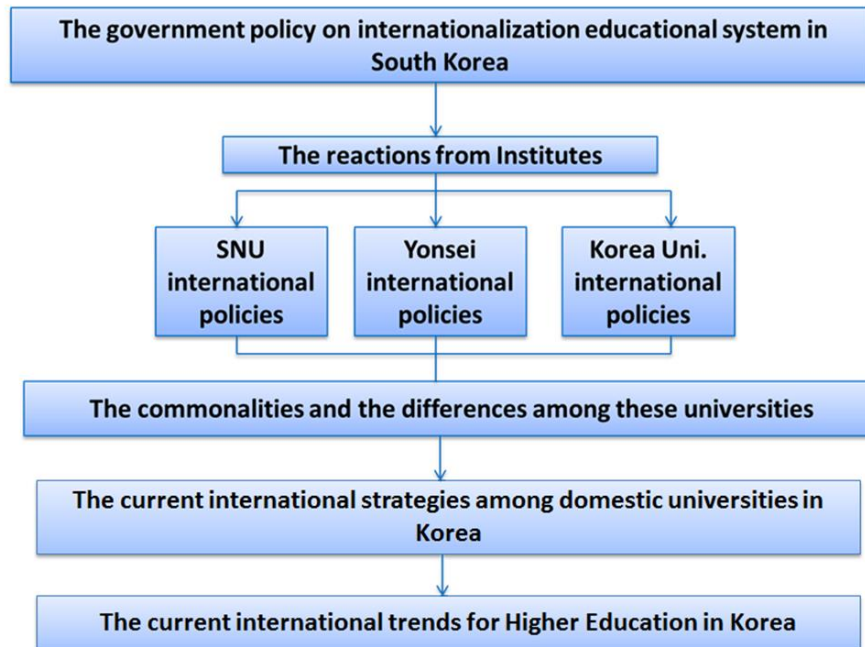 The government policy on internationalization educational system in
South Korea
The reactions from Institutes
SNU
international
policies
Yonsei
international
policies
Korea Uni.
international
policies
The commonalities and the differences among these universities
The current international strategies among domestic universities in
Korea
The current international trends for Higher Education in Korea